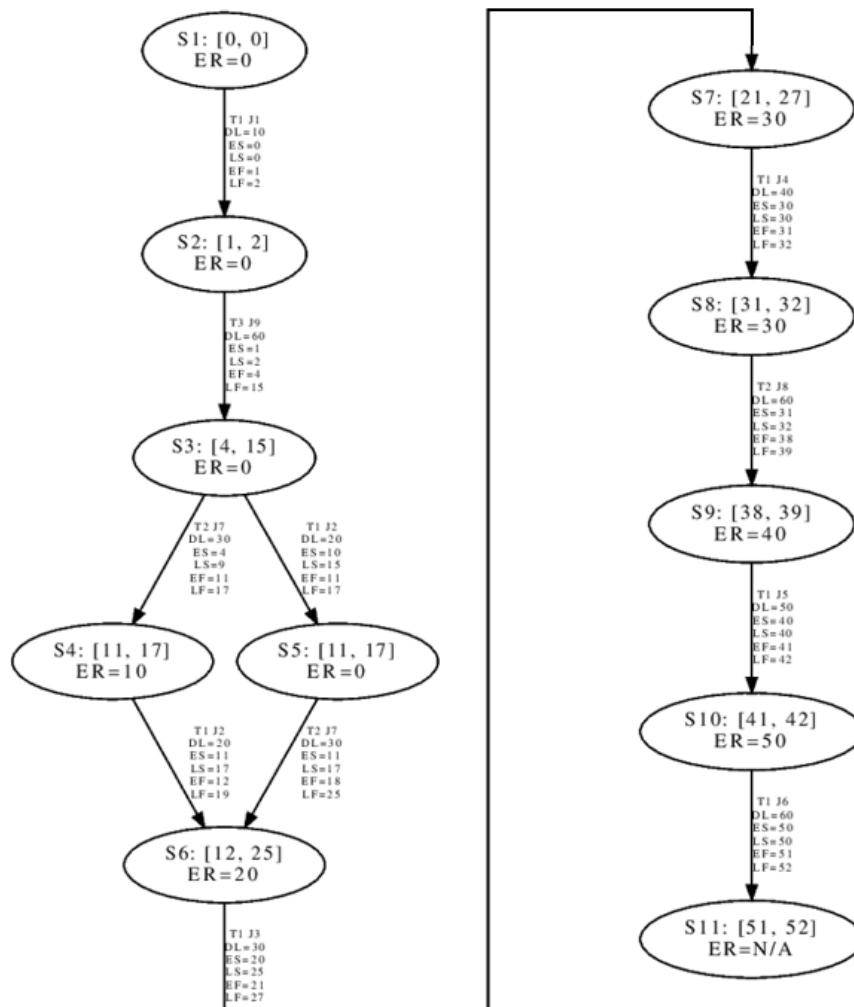 S1: [0, 0]
ER=0
T1 J1
DL=10
ES=0
LS=0
EF=1
LF=2
S2: [1, 2]
ER=0
T3 J9
DL=60
ES=1
LS=2
EF=4
LF=15
S3: [4, 15]
ER=0
T2 J7
DL=30
ES=4
LS=9
EF=11
LF=17
T1 J2
DL=20
ES=10
LS=15
EF=11
LF=17
S4: [11, 17]
ER=10
S5: [11, 17]
ER=0
T1 J2
DL=20
ES=11
LS=17
EF=12
LF=19
T2 J7
DL=30
ES=11
LS=17
EF=18
LF=25
S6: [12, 25]
ER=20
T1 J3
DL=30
ES=20
LS=25
EF=21
LF=27
S7: [21, 27]
ER=30
T1 J4
DL=40
ES=30
LS=30
EF=31
LF=32
S8: [31, 32]
ER=30
T2 J8
DL=60
ES=31
LS=32
EF=38
LF=39
S9: [38, 39]
ER=40
T1 J5
DL=50
ES=40
LS=40
EF=41
LF=42
S10: [41, 42]
ER=50
T1 J6
DL=60
ES=50
LS=50
EF=51
LF=52
S11: [51, 52]
ER=N/A